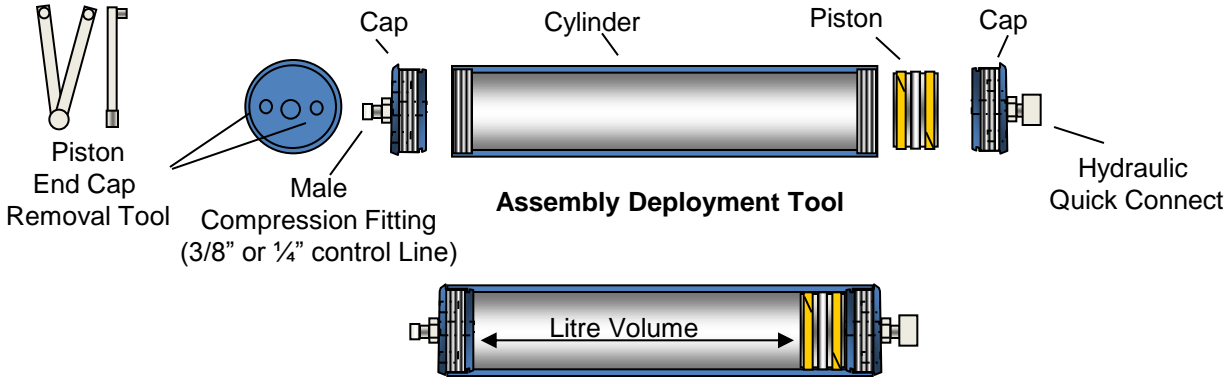 Cap
Cylinder
Piston
Cap
Piston
End Cap
Removal Tool
Male
Compression Fitting
(3/8” or ¼” control Line)
Assembly Deployment Tool
Hydraulic
Quick Connect
Litre Volume